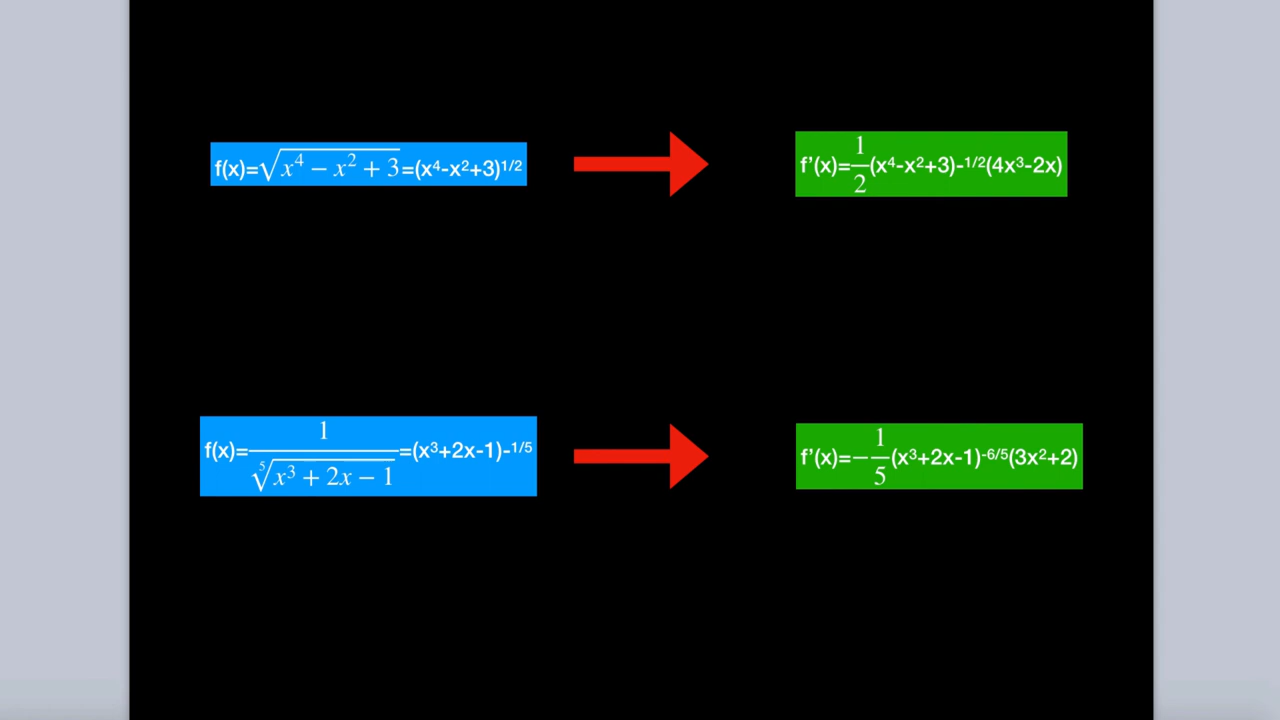 f(x)=√(x⁴ − x² + 3)=(x⁴-x²+3)¹/²
f'(x)=1/2(x⁴-x²+3)-¹/²(4x³-2x)
f(x)=1/⁵√(x³ + 2x − 1)=(x³+2x-1)-¹/⁵
f'(x)=−1/5(x³+2x-1)⁻⁶/⁵(3x²+2)